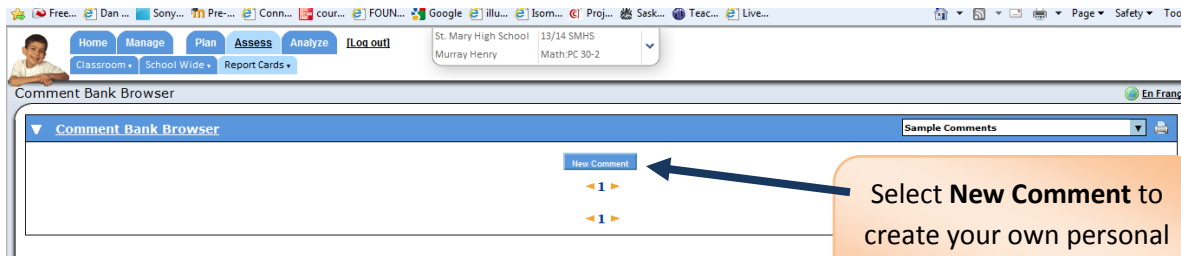 Free... Dan ... Sony... Pre-... Conn... cour... FOUN... Google illu... Isom... Proj... Sask... Teac... Live... Page Safety Too
Home Manage Plan Assess Analyze [Log out]
St. Mary High School 13/14 SMHS
Murray Henry Math:PC 30-2
Classroom School Wide Report Cards
Comment Bank Browser En Franç
Comment Bank Browser Sample Comments
New Comment
1
1
Select New Comment to
create your own personal